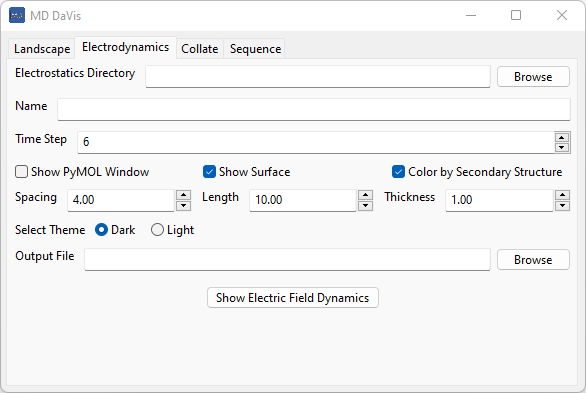 MD DaVis
Landscape Electrodynamics Collate Sequence
Electrostatics Directory Browse
Name
Time Step 6
Show PyMOL Window Show Surface Color by Secondary Structure
Spacing 4.00 Length 10.00 Thickness 1.00
Select Theme Dark Light
Output File Browse
Show Electric Field Dynamics